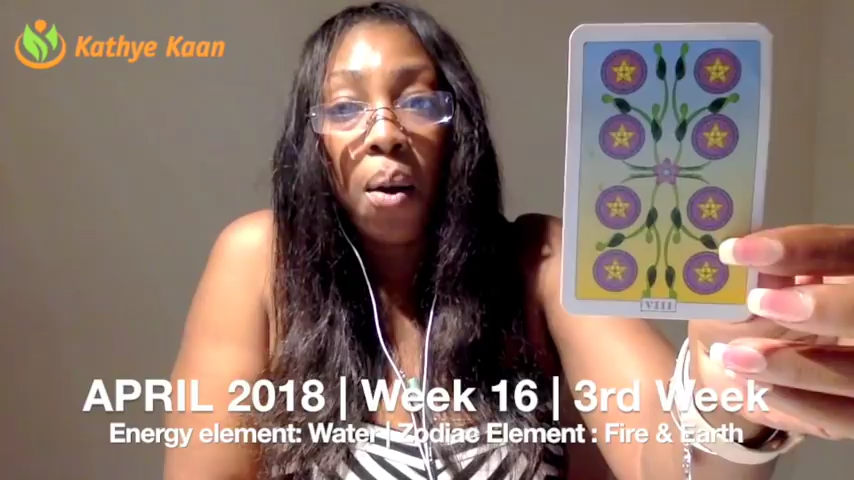 Kathye Kaan
VIII
APRIL 2018 | Week 16 | 3rd Week
Energy element: Water | Zodiac Element : Fire & Earth